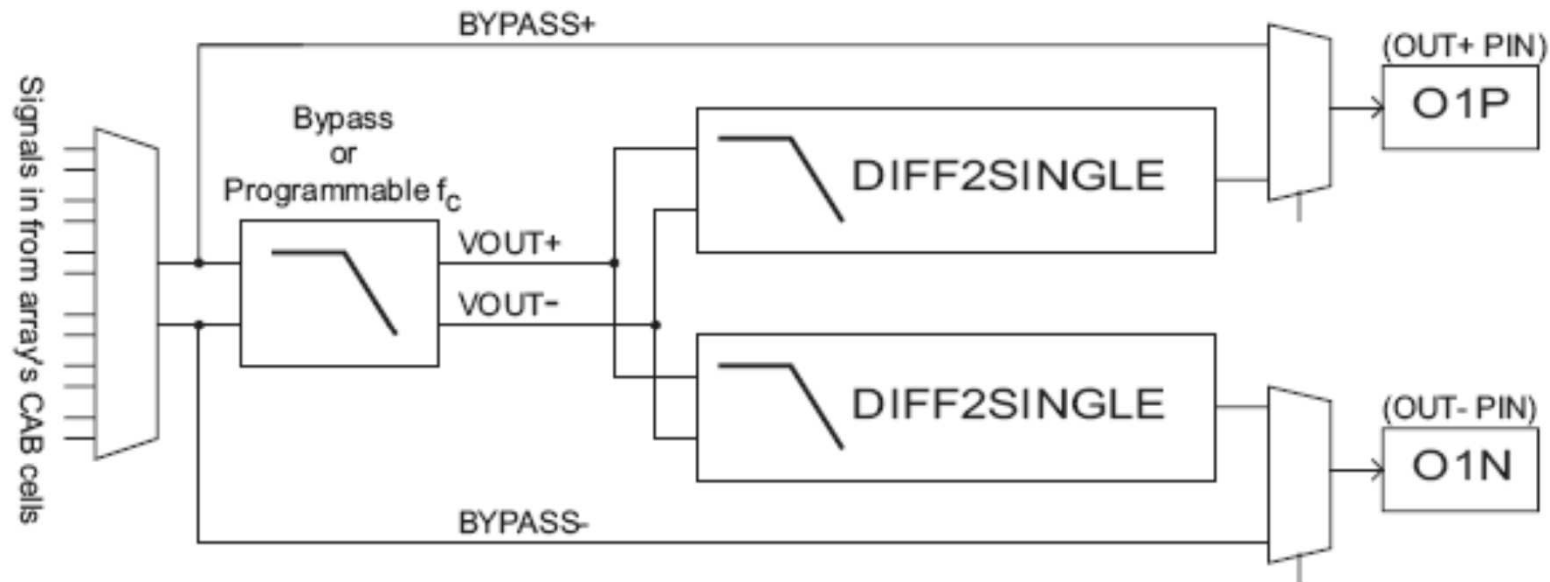 BYPASS+
(OUT+ PIN)
O1P
Signals in from array's CAB cells
Bypass
or
Programmable fc
DIFF2SINGLE
VOUT+
VOUT-
DIFF2SINGLE
(OUT- PIN)
O1N
BYPASS-